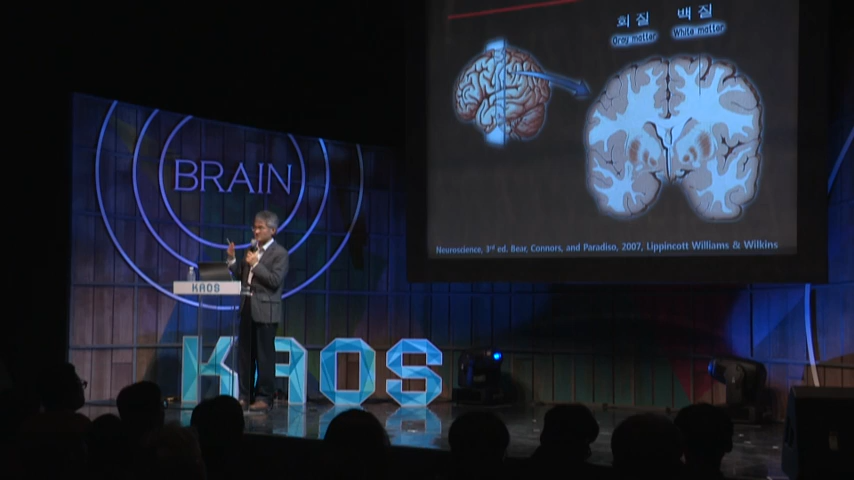 회질 백질
Gray matter White matter
BRAIN
Neuroscience, 3rd ed. Bear, Connors, and Paradiso, 2007, Lippincott Williams & Wilkins
KAOS
KAOS